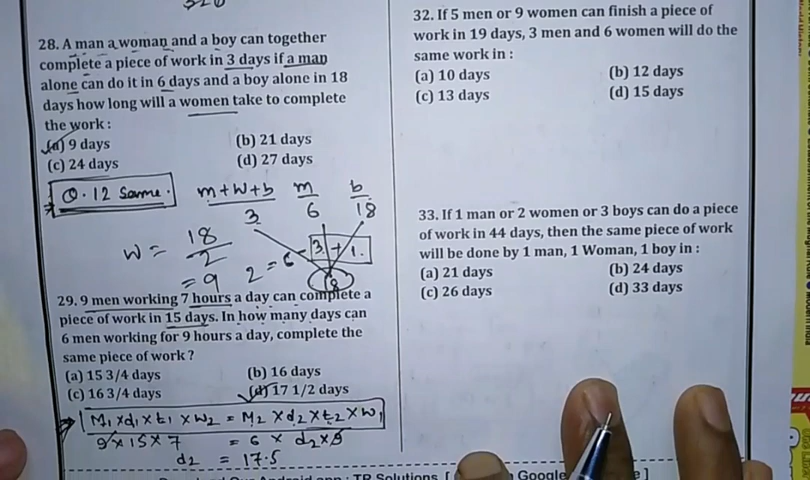 28. A man a woman and a boy can together
complete a piece of work in 3 days if a man
alone can do it in 6 days and a boy alone in 18
days how long will a women take to complete
the work :
(a) 9 days (b) 21 days
(c) 24 days (d) 27 days
Q.12 Same. m+w+b m b
3 6 18
w = 18
2
= 9
2 = 6 - 3 + 1.
18
29. 9 men working 7 hours a day can complete a
piece of work in 15 days. In how many days can
6 men working for 9 hours a day, complete the
same piece of work ?
(a) 15 3/4 days (b) 16 days
(c) 16 3/4 days (d) 17 1/2 days
M1 x d1 x t1 x w2 = M2 x d2 x t2 x w1
9 x 15 x 7 = 6 x d2 x 9
d2 = 17.5
32. If 5 men or 9 women can finish a piece of
work in 19 days, 3 men and 6 women will do the
same work in :
(a) 10 days (b) 12 days
(c) 13 days (d) 15 days
33. If 1 man or 2 women or 3 boys can do a piece
of work in 44 days, then the same piece of work
will be done by 1 man, 1 Woman, 1 boy in :
(a) 21 days (b) 24 days
(c) 26 days (d) 33 days
Android app : TR Solutions [ Google ]